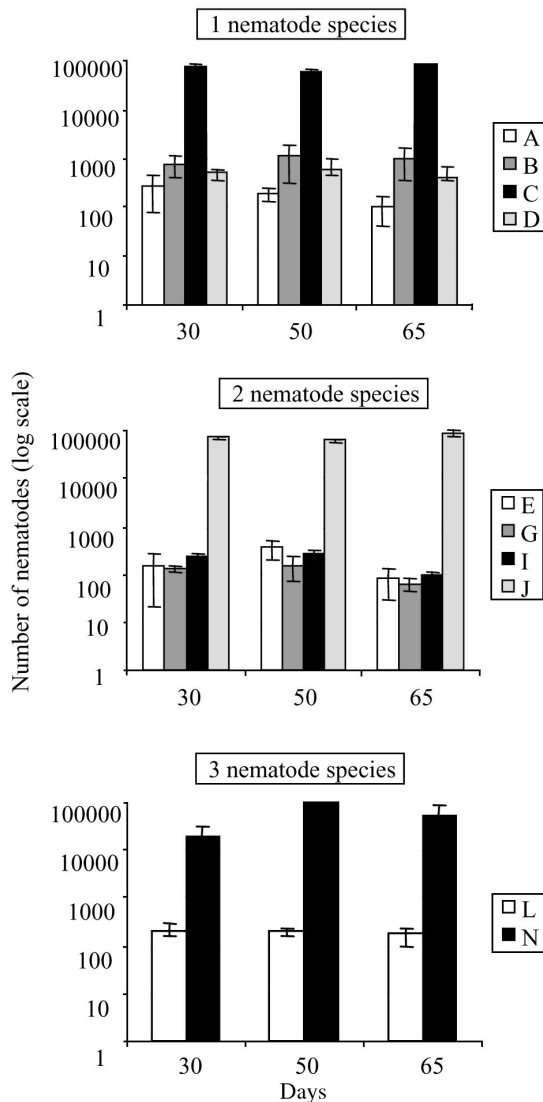 1 nematode species
100000
10000
1000
100
10
1
30 50 65
A
B
C
D
Number of nematodes (log scale)
2 nematode species
100000
10000
1000
100
10
1
30 50 65
E
G
I
J
3 nematode species
100000
10000
1000
100
10
1
30 50 65
Days
L
N